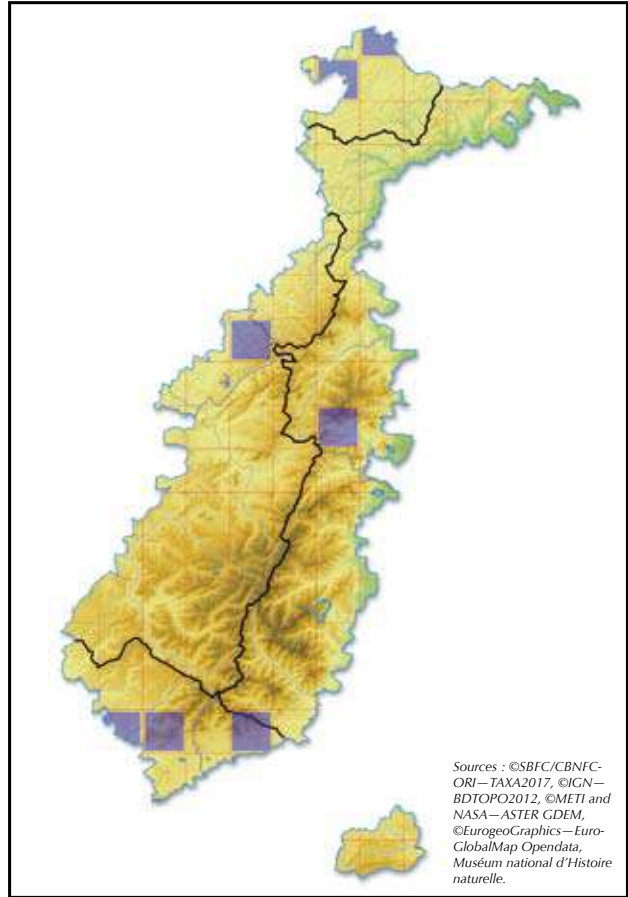 Sources : ©SBFC/CBNFC-
ORI—TAXA2017, ©IGN—
BDTOPO2012, ©METI and
NASA—ASTER GDEM,
©EurogeoGraphics—Euro-
GlobalMap Opendata,
Muséum national d’Histoire
naturelle.